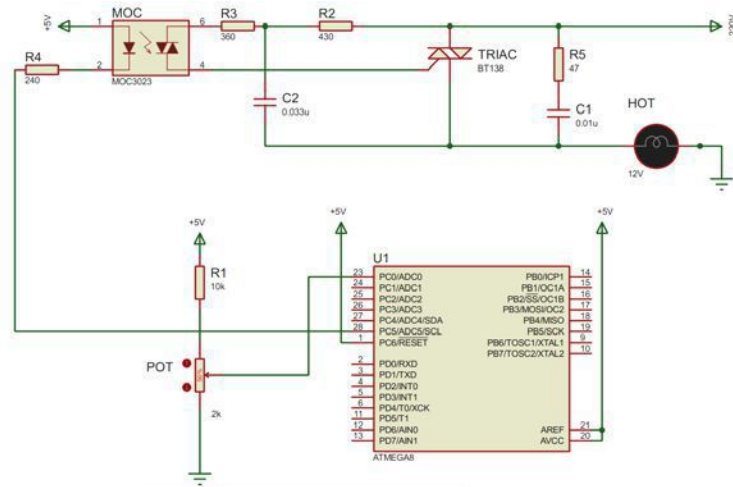 +5V
MOC
1
2
6
4
MOC3023
R4
240
R3
360
R2
430
C2
0.033u
TRIAC
BT138
R5
47
C1
0.01u
HOT
12V
+5V
R1
10k
POT
50%
2k
+5V
+5V
U1
23 PC0/ADC0
24 PC1/ADC1
25 PC2/ADC2
26 PC3/ADC3
27 PC4/ADC4/SDA
28 PC5/ADC5/SCL
1 PC6/RESET
2 PD0/RXD
3 PD1/TXD
4 PD2/INT0
5 PD3/INT1
6 PD4/T0/XCK
11 PD5/T1
12 PD6/AIN0
13 PD7/AIN1
PB0/ICP1 14
PB1/OC1A 15
PB2/SS/OC1B 16
PB3/MOSI/OC2 17
PB4/MISO 18
PB5/SCK 19
PB6/TOSC1/XTAL1 9
PB7/TOSC2/XTAL2 10
AREF 21
AVCC 20
ATMEGA8